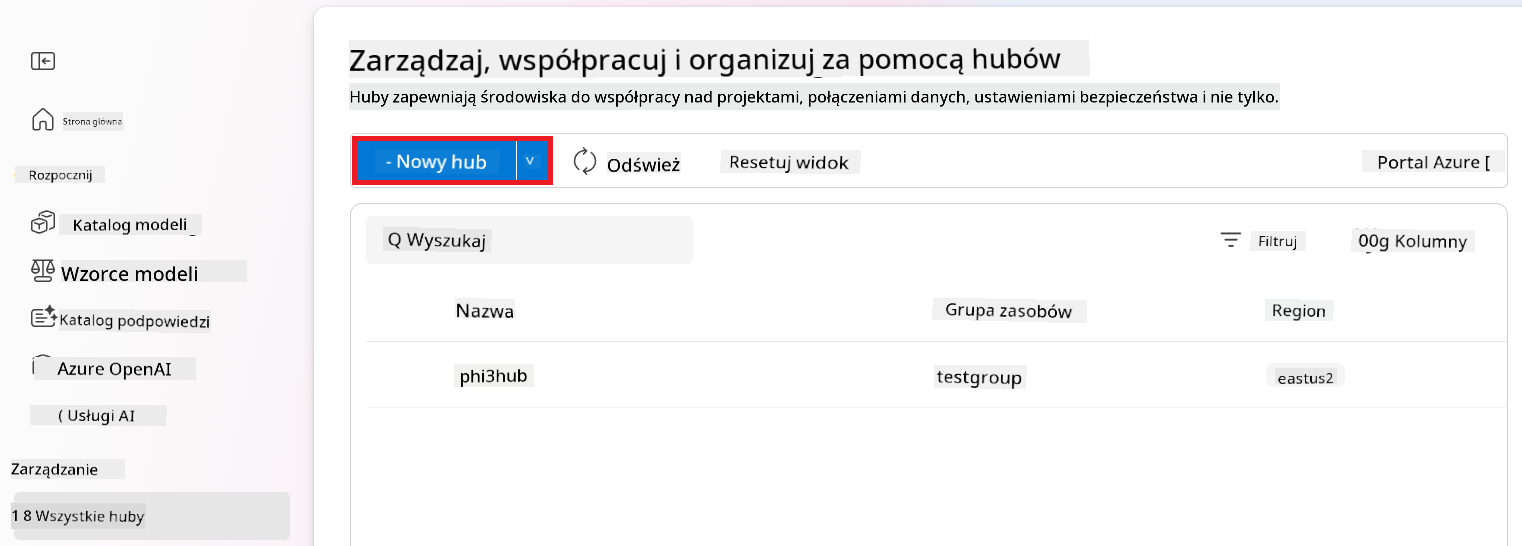 Strona główna
Rozpocznij
Katalog modeli
Wzorce modeli
Katalog podpowiedzi
Azure OpenAI
( Usługi AI
Zarządzanie
1 8 Wszystkie huby
Zarządzaj, współpracuj i organizuj za pomocą hubów
Huby zapewniają środowiska do współpracy nad projektami, połączeniami danych, ustawieniami bezpieczeństwa i nie tylko.
- Nowy hub v Odśwież Resetuj widok Portal Azure [
Q Wyszukaj Filtruj 00g Kolumny
Nazwa Grupa zasobów Region
phi3hub testgroup eastus2